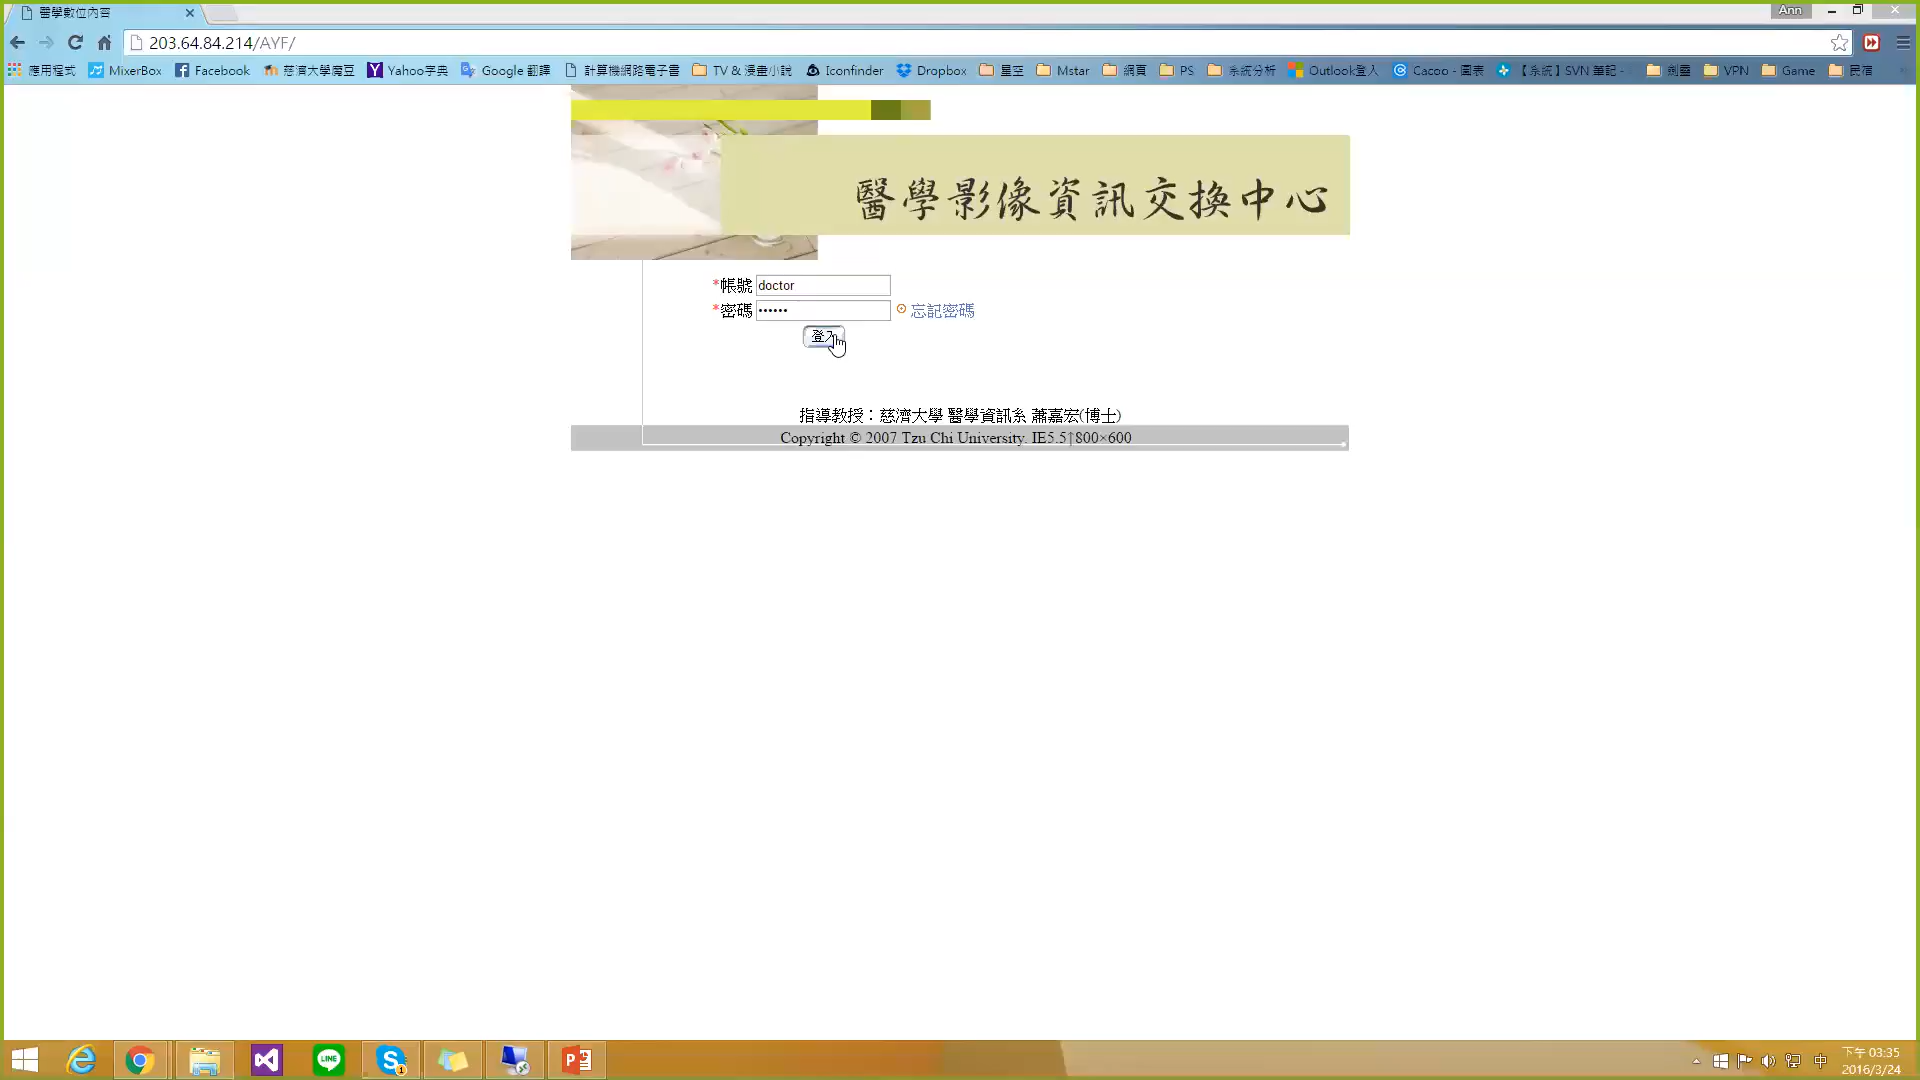 醫學數位內容
Ann
203.64.84.214/AYF/
應用程式 MixerBox Facebook 慈濟大學魔豆 Yahoo字典 Google 翻譯 計算機網路電子書 TV & 漫畫小說 Iconfinder Dropbox 星空 Mstar 網頁 PS 系統分析 Outlook登入 Cacoo - 圖表 【系統】SVN 筆記 - 劍靈 VPN Game 民宿
醫學影像資訊交換中心
*帳號 doctor
*密碼 •••••• 忘記密碼
登入
指導教授：慈濟大學 醫學資訊系 蕭嘉宏(博士)
Copyright © 2007 Tzu Chi University. IE5.5↑800×600
LINE
中
下午 03:35
2016/3/24